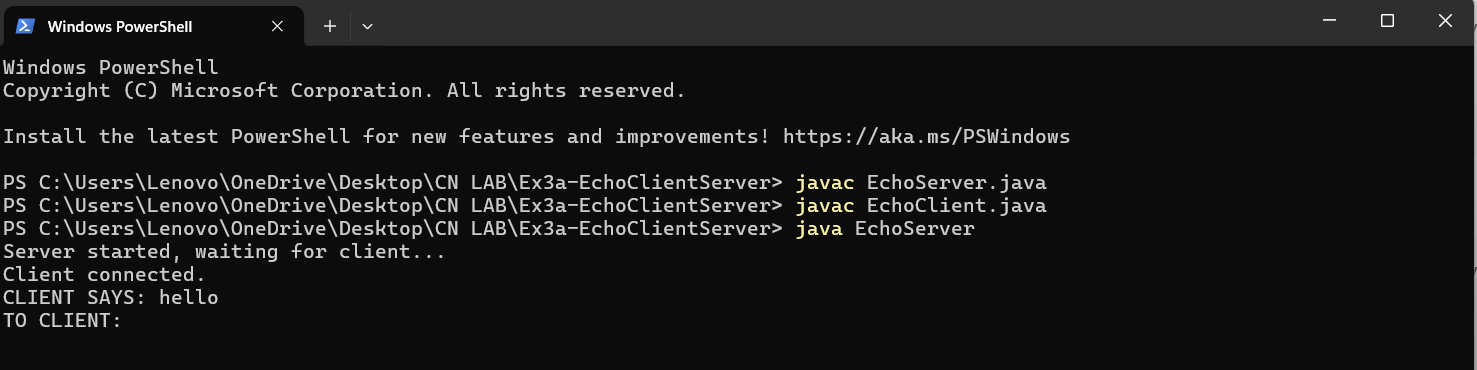 Windows PowerShell
Windows PowerShell
Copyright (C) Microsoft Corporation. All rights reserved.
Install the latest PowerShell for new features and improvements! https://aka.ms/PSWindows
PS C:\Users\Lenovo\OneDrive\Desktop\CN LAB\Ex3a-EchoClientServer> javac EchoServer.java
PS C:\Users\Lenovo\OneDrive\Desktop\CN LAB\Ex3a-EchoClientServer> javac EchoClient.java
PS C:\Users\Lenovo\OneDrive\Desktop\CN LAB\Ex3a-EchoClientServer> java EchoServer
Server started, waiting for client...
Client connected.
CLIENT SAYS: hello
TO CLIENT: